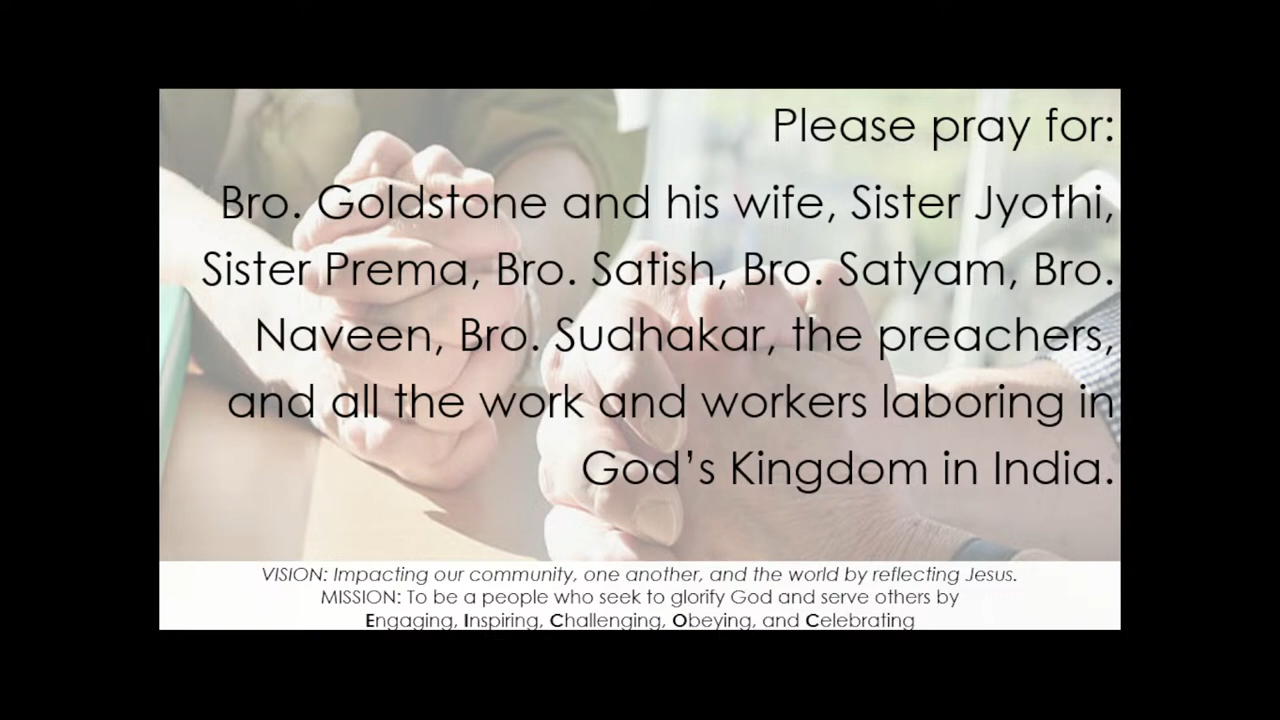 Please pray for:
Bro. Goldstone and his wife, Sister Jyothi,
Sister Prema, Bro. Satish, Bro. Satyam, Bro.
Naveen, Bro. Sudhakar, the preachers,
and all the work and workers laboring in
God’s Kingdom in India.
VISION: Impacting our community, one another, and the world by reflecting Jesus.
MISSION: To be a people who seek to glorify God and serve others by
Engaging, Inspiring, Challenging, Obeying, and Celebrating